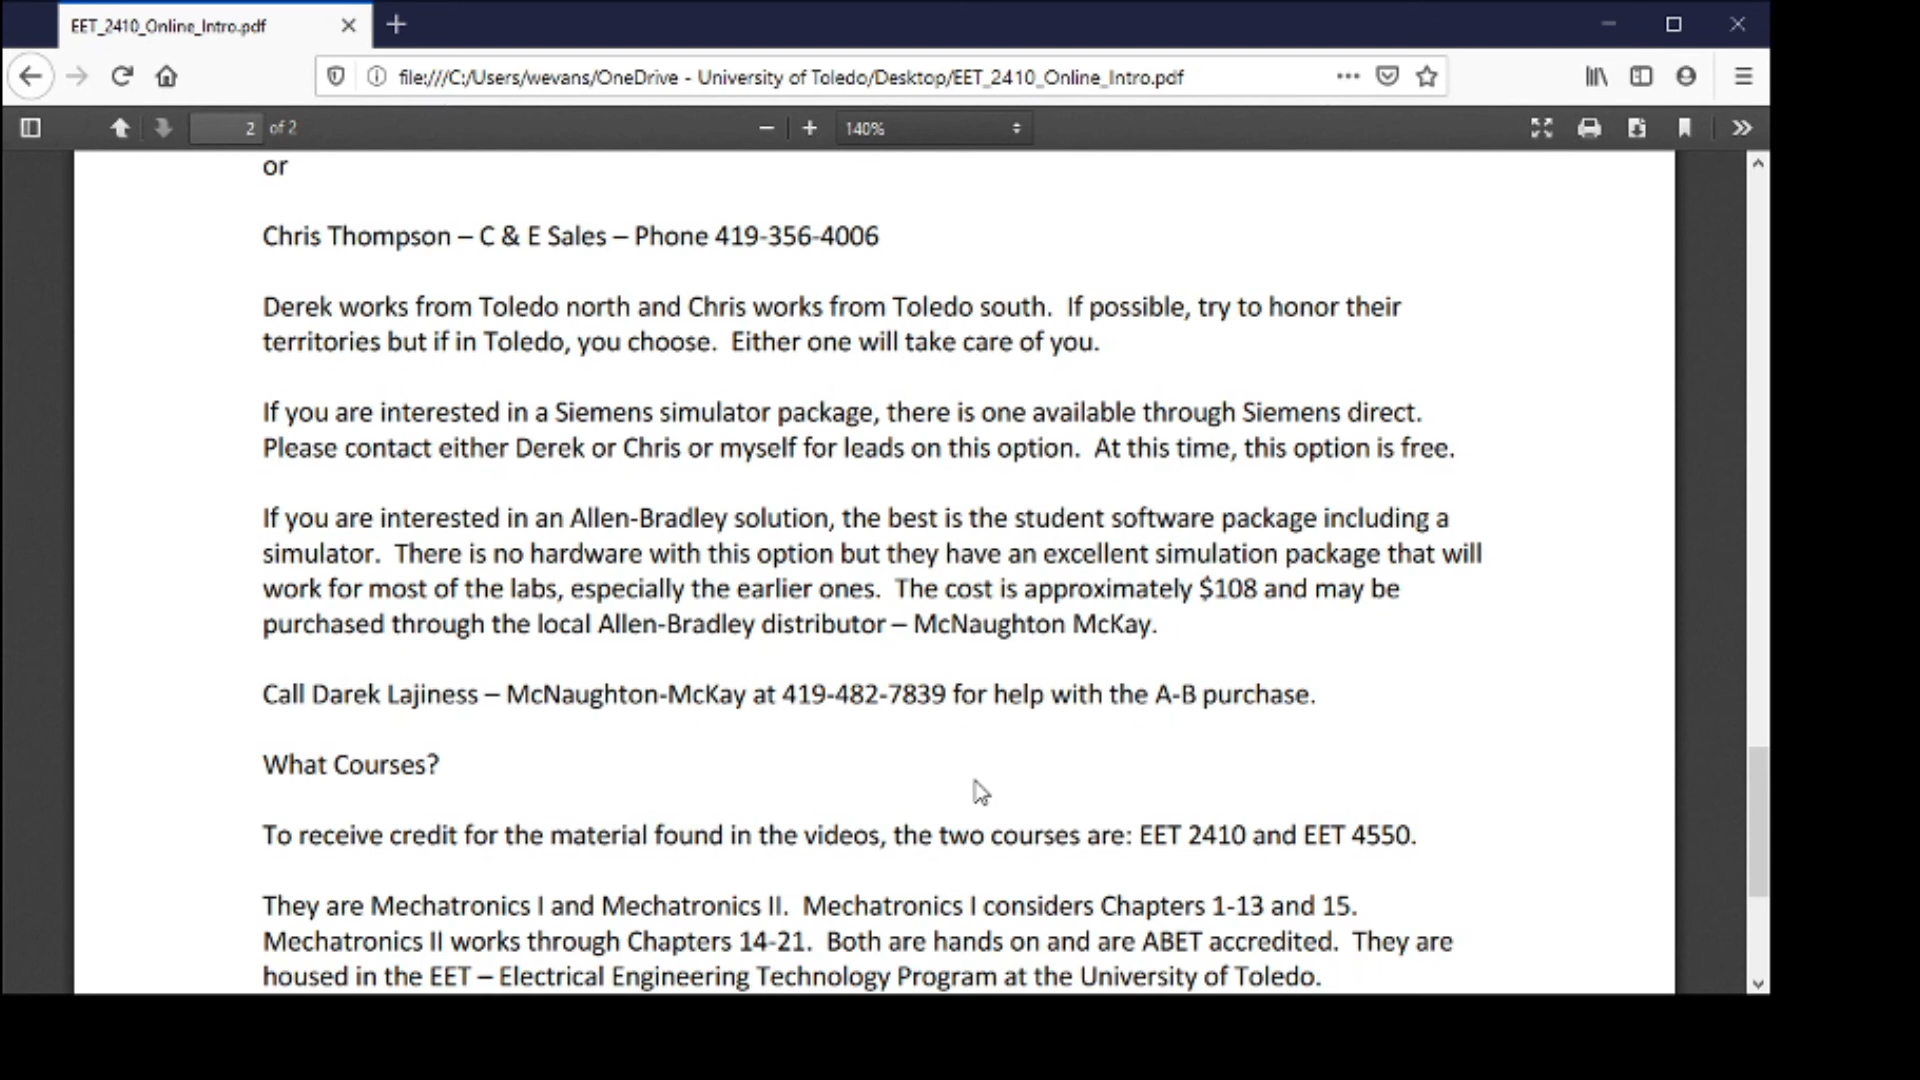 EET_2410_Online_Intro.pdf
file:///C:/Users/wevans/OneDrive - University of Toledo/Desktop/EET_2410_Online_Intro.pdf
2 of 2
140%
or
Chris Thompson – C & E Sales – Phone 419-356-4006
Derek works from Toledo north and Chris works from Toledo south.  If possible, try to honor their
territories but if in Toledo, you choose.  Either one will take care of you.
If you are interested in a Siemens simulator package, there is one available through Siemens direct.
Please contact either Derek or Chris or myself for leads on this option.  At this time, this option is free.
If you are interested in an Allen-Bradley solution, the best is the student software package including a
simulator.  There is no hardware with this option but they have an excellent simulation package that will
work for most of the labs, especially the earlier ones.  The cost is approximately $108 and may be
purchased through the local Allen-Bradley distributor – McNaughton McKay.
Call Darek Lajiness – McNaughton-McKay at 419-482-7839 for help with the A-B purchase.
What Courses?
To receive credit for the material found in the videos, the two courses are: EET 2410 and EET 4550.
They are Mechatronics I and Mechatronics II.  Mechatronics I considers Chapters 1-13 and 15.
Mechatronics II works through Chapters 14-21.  Both are hands on and are ABET accredited.  They are
housed in the EET – Electrical Engineering Technology Program at the University of Toledo.